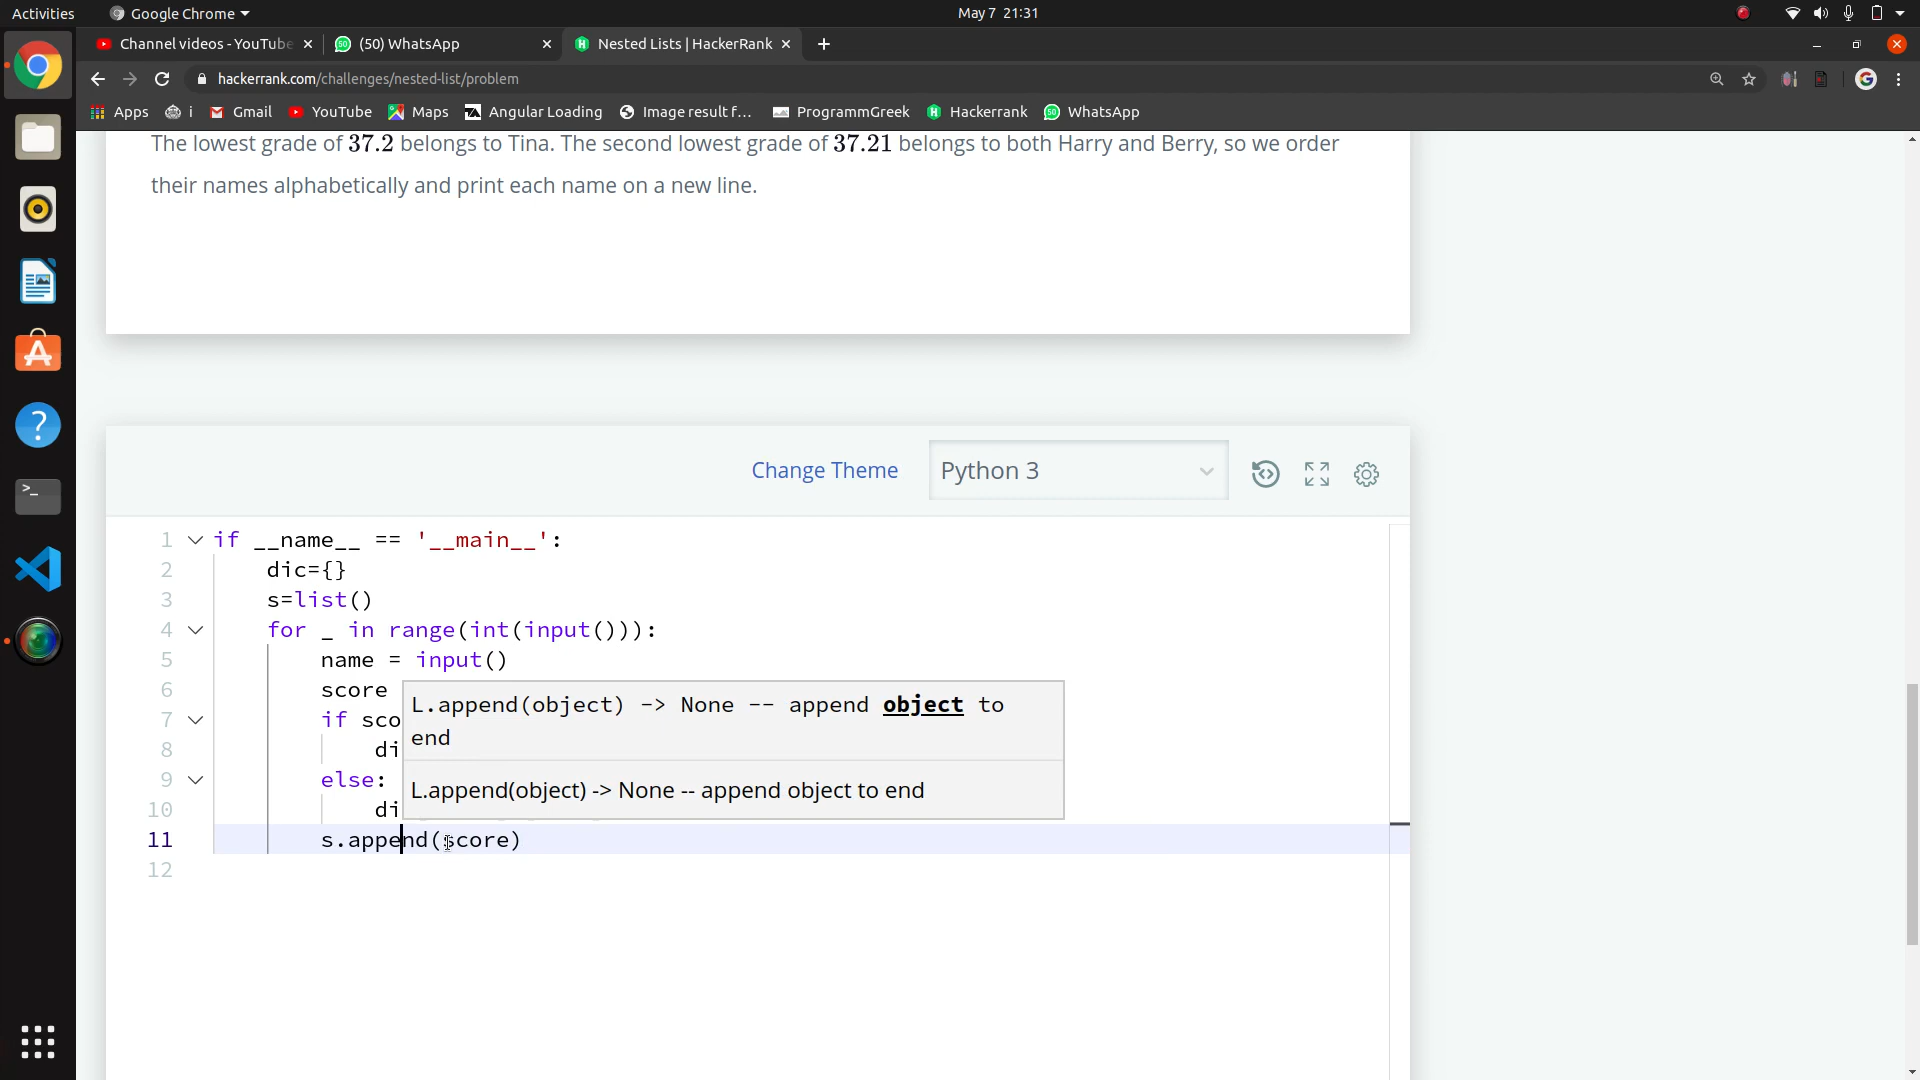 Activities
Google Chrome
May 7 21:31
Channel videos - YouTube
(50) WhatsApp
Nested Lists | HackerRank
hackerrank.com/challenges/nested-list/problem
Apps
i
Gmail
YouTube
Maps
Angular Loading
Image result f...
ProgrammGreek
Hackerrank
WhatsApp
The lowest grade of 37.2 belongs to Tina. The second lowest grade of 37.21 belongs to both Harry and Berry, so we order
their names alphabetically and print each name on a new line.
Change Theme
Python 3
1 if __name__ == '__main__':
2 dic={}
3 s=list()
4 for _ in range(int(input())):
5 name = input()
6 score
7 if sco
8 di
9 else:
10 di
11 s.append(score)
12
L.append(object) -> None -- append object to
end
L.append(object) -> None -- append object to end